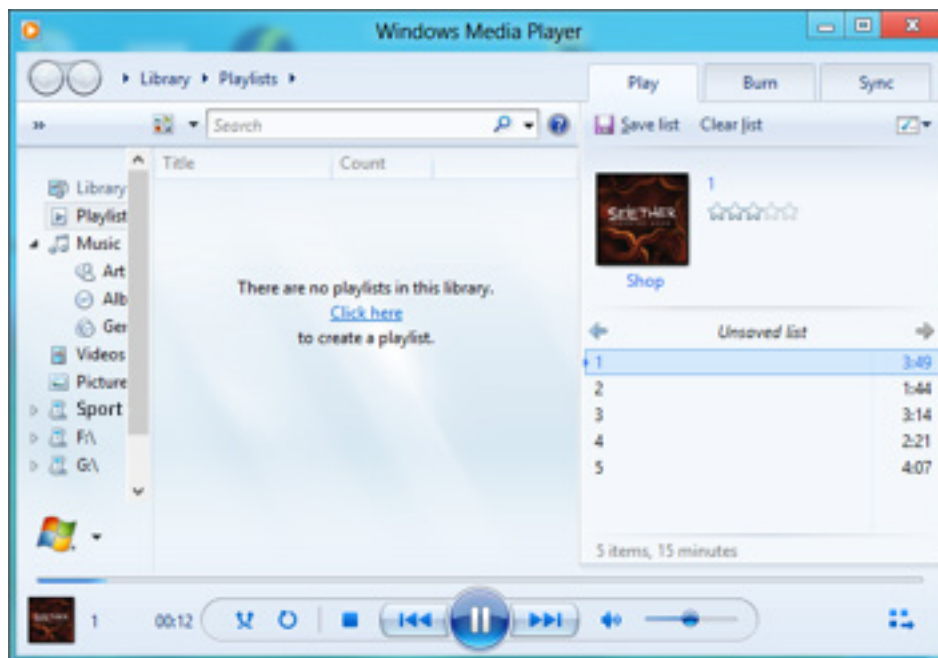 Windows Media Player
Library Playlists
Play Burn Sync
Search
Save list Clear list
Title Count
Library
Playlist
Music
Art
Alb
Ger
Videos
Picture
Sport
F:\
G:\
There are no playlists in this library.
Click here
to create a playlist.
SEETHER
1
Shop
Unsaved list
1 3:49
2 1:44
3 3:14
4 2:21
5 4:07
5 items, 15 minutes
1 00:12